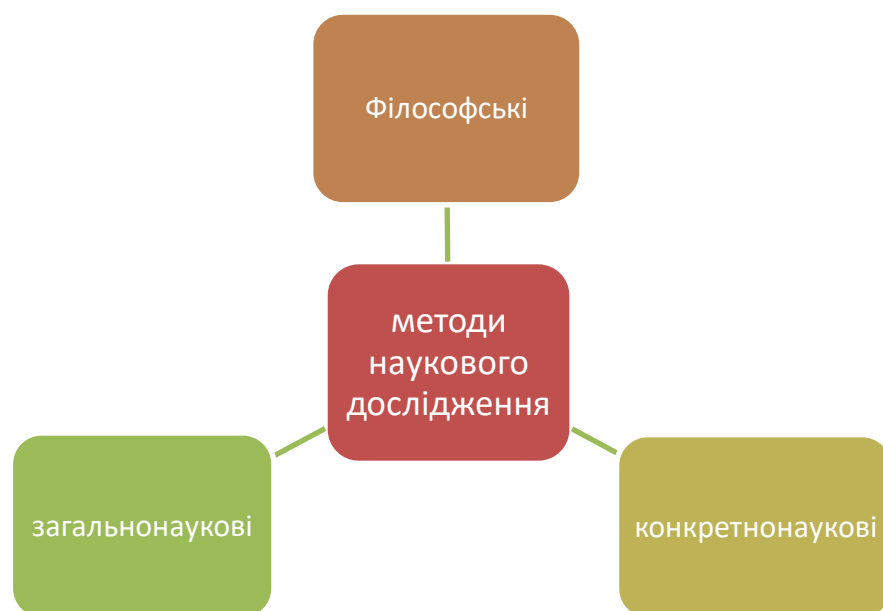 Філософські
методи
наукового
дослідження
загальнонаукові
конкретнонаукові